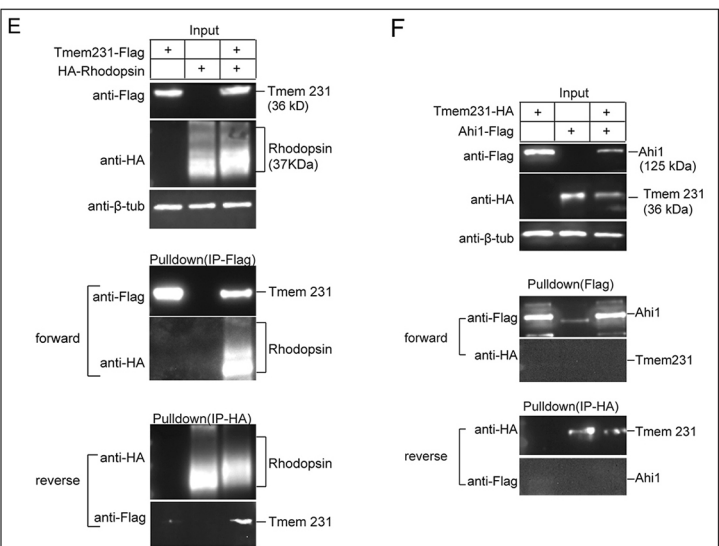 E
Input
Tmem231-Flag + +
HA-Rhodopsin + +
anti-Flag Tmem 231
(36 kD)
anti-HA Rhodopsin
(37KDa)
anti-β-tub
Pulldown(IP-Flag)
anti-Flag Tmem 231
forward
anti-HA Rhodopsin
Pulldown(IP-HA)
anti-HA Rhodopsin
reverse
anti-Flag Tmem 231
F
Input
Tmem231-HA + +
Ahi1-Flag + +
anti-Flag Ahi1
(125 kDa)
anti-HA Tmem 231
(36 kDa)
anti-β-tub
Pulldown(Flag)
anti-Flag Ahi1
forward
anti-HA Tmem231
Pulldown(IP-HA)
anti-HA Tmem 231
reverse
anti-Flag Ahi1